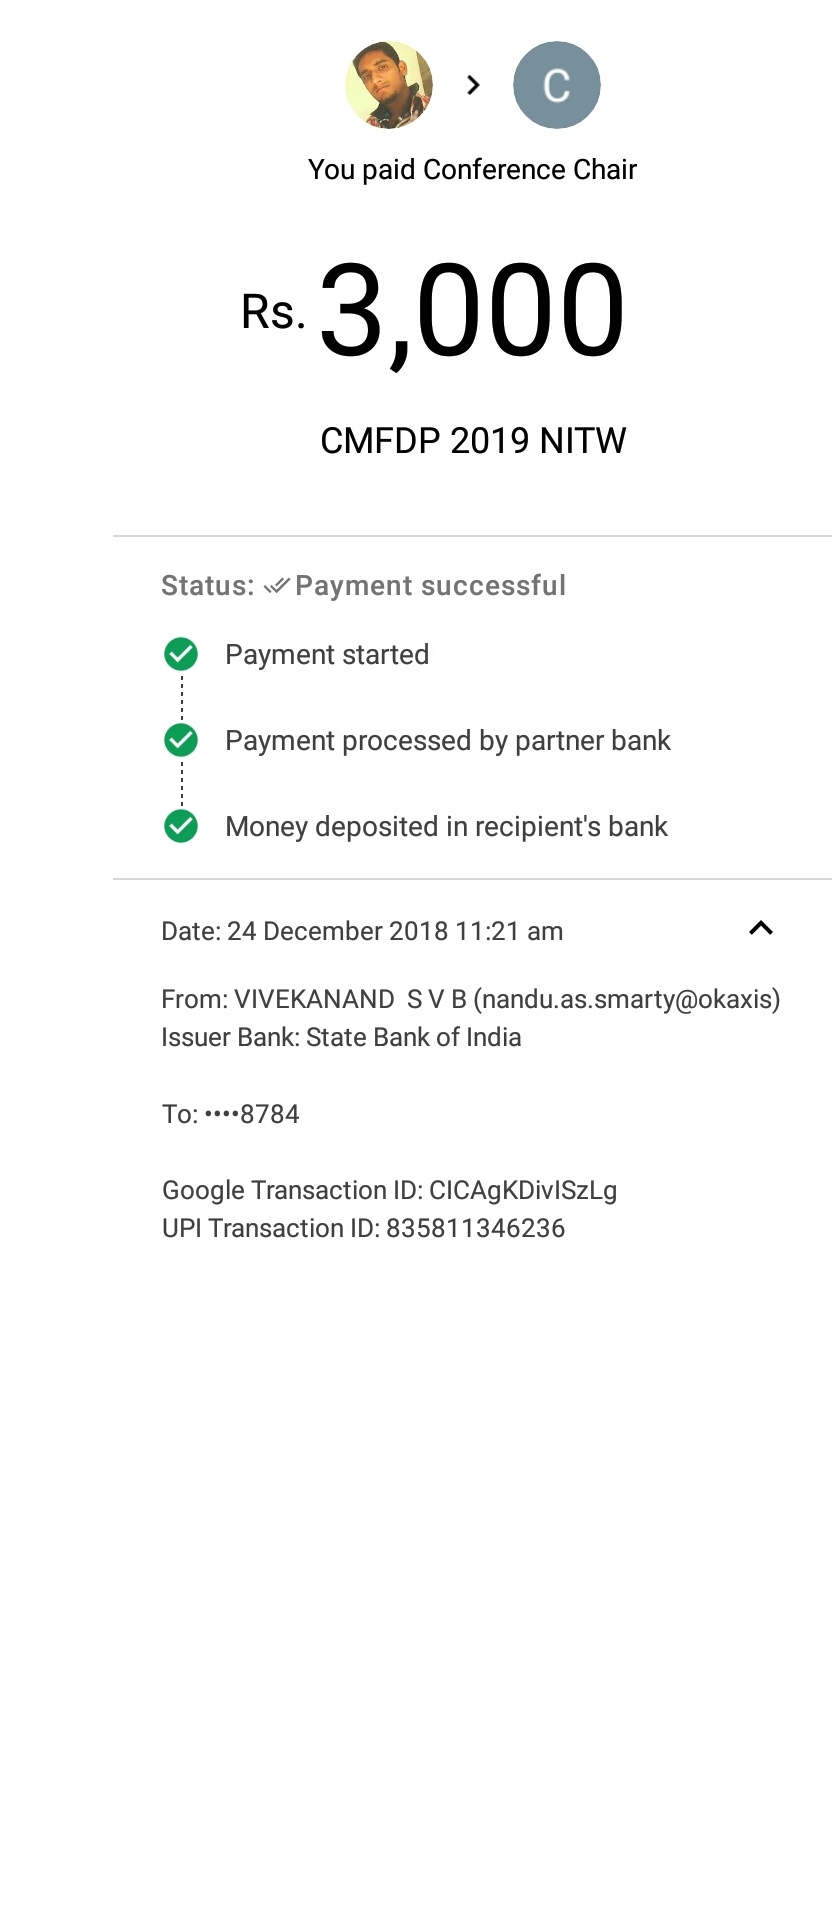 C
You paid Conference Chair
Rs. 3,000
CMFDP 2019 NITW
Status: Payment successful
Payment started
Payment processed by partner bank
Money deposited in recipient's bank
Date: 24 December 2018 11:21 am
From: VIVEKANAND  S V B (nandu.as.smarty@okaxis)
Issuer Bank: State Bank of India
To: ••••8784
Google Transaction ID: CICAgKDivISzLg
UPI Transaction ID: 835811346236